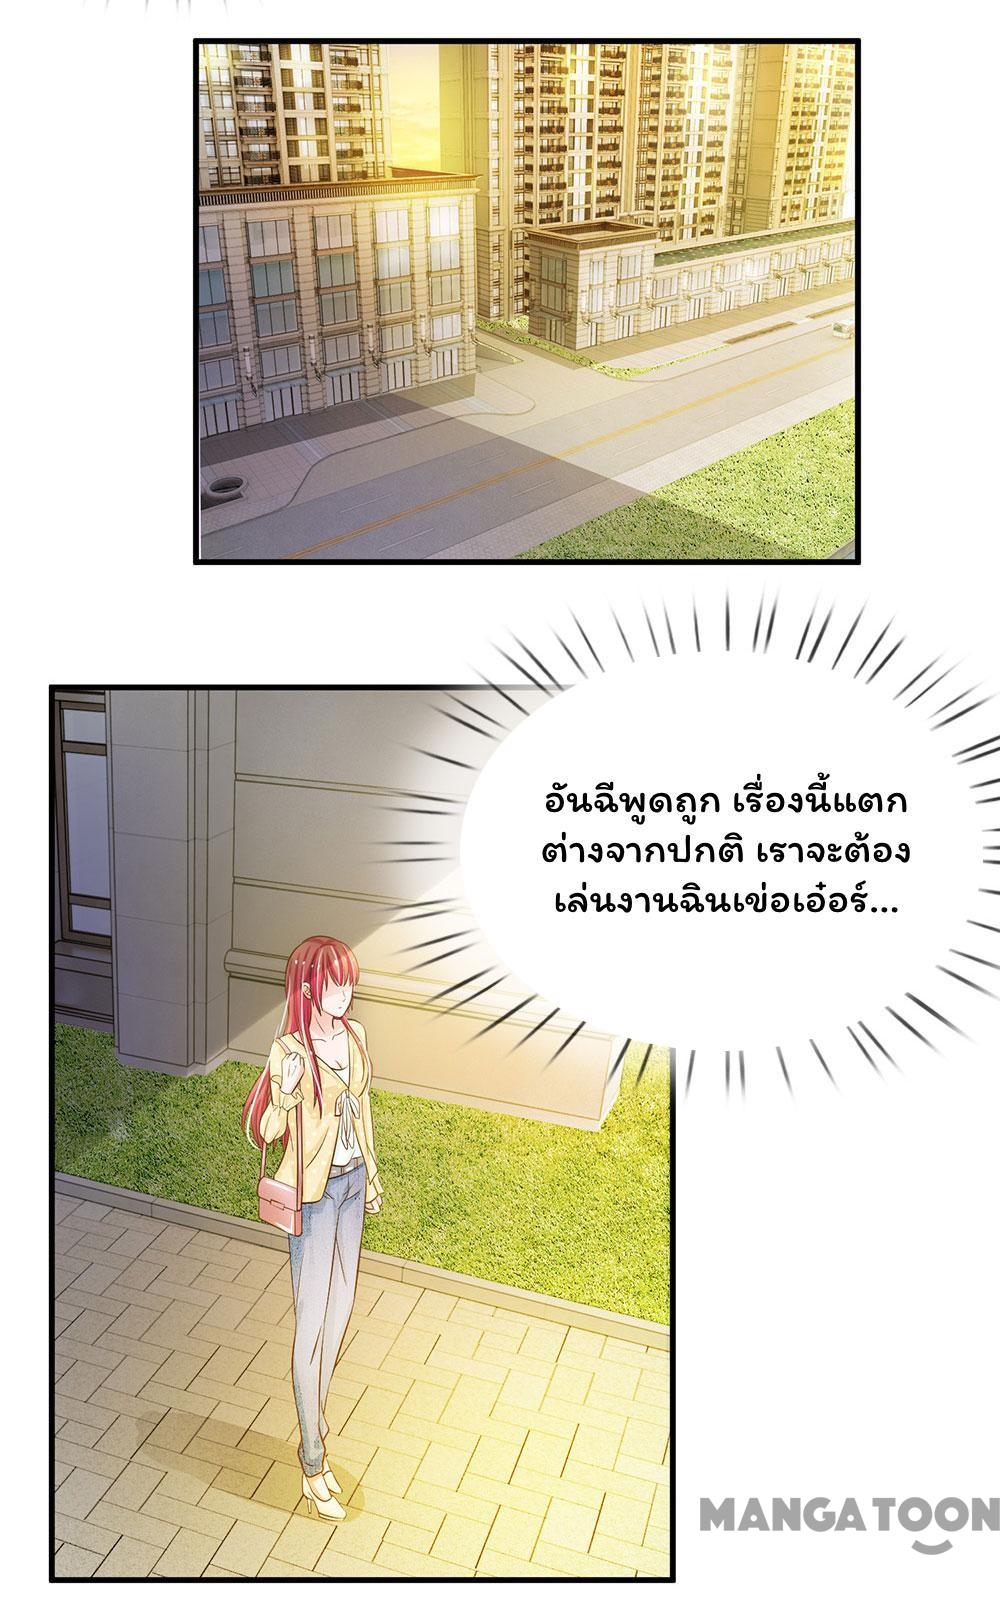 อันฉีพูดถูก เรื่องนี้แตก
ต่างจากปกติ เราจะต้อง
เล่นงานฉินเข่อเอ๋อร์...
MANGA TOON